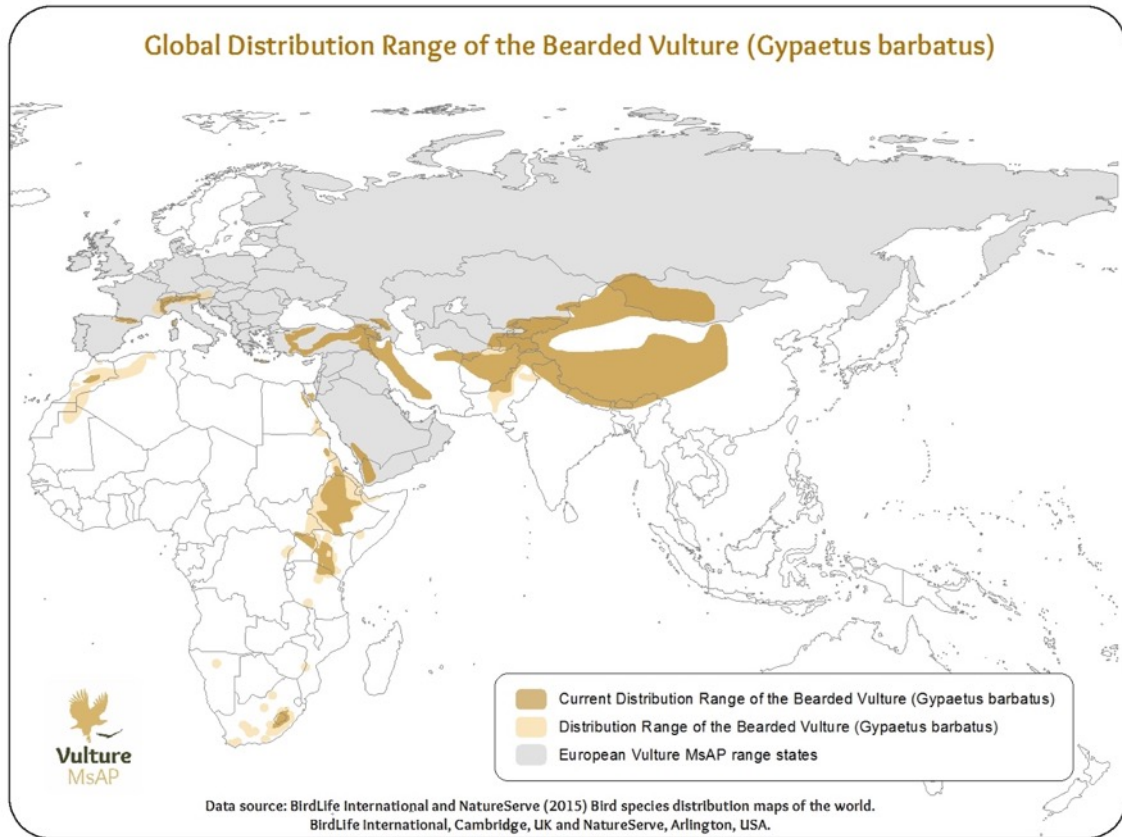 Global Distribution Range of the Bearded Vulture (Gypaetus barbatus)
Current Distribution Range of the Bearded Vulture (Gypaetus barbatus)
Distribution Range of the Bearded Vulture (Gypaetus barbatus)
European Vulture MsAP range states
Vulture
MsAP
Data source: BirdLife International and NatureServe (2015) Bird species distribution maps of the world.
BirdLife International, Cambridge, UK and NatureServe, Arlington, USA.